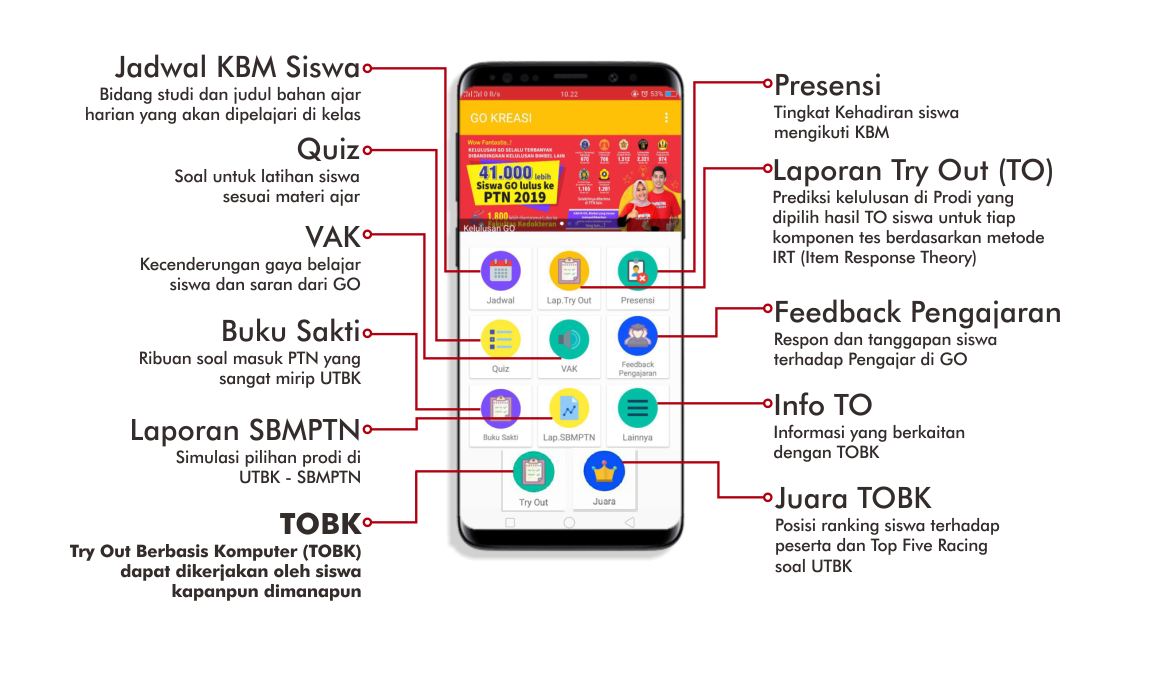 Jadwal KBM Siswa
Bidang studi dan judul bahan ajar
harian yang akan dipelajari di kelas
Quiz
Soal untuk latihan siswa
sesuai materi ajar
VAK
Kecenderungan gaya belajar
siswa dan saran dari GO
Buku Sakti
Ribuan soal masuk PTN yang
sangat mirip UTBK
Laporan SBMPTN
Simulasi pilihan prodi di
UTBK - SBMPTN
TOBK
Try Out Berbasis Komputer (TOBK)
dapat dikerjakan oleh siswa
kapanpun dimanapun
10.22
53%
GO KREASI
Wow Fantastis..!
KELULUSAN GO SELALU TERBANYAK
DIBANDINGKAN KELULUSAN BIMBEL LAIN
41.000 lebih
Siswa GO lulus ke
PTN 2019
1.800
Fakultas Kedokteran
Kelulusan GO
Jadwal
Lap.Try Out
Presensi
Quiz
VAK
Feedback
Pengajaran
Buku Sakti
Lap.SBMPTN
Lainnya
Try Out
Juara
Presensi
Tingkat Kehadiran siswa
mengikuti KBM
Laporan Try Out (TO)
Prediksi kelulusan di Prodi yang
dipilih hasil TO siswa untuk tiap
komponen tes berdasarkan metode
IRT (Item Response Theory)
Feedback Pengajaran
Respon dan tanggapan siswa
terhadap Pengajar di GO
Info TO
Informasi yang berkaitan
dengan TOBK
Juara TOBK
Posisi ranking siswa terhadap
peserta dan Top Five Racing
soal UTBK